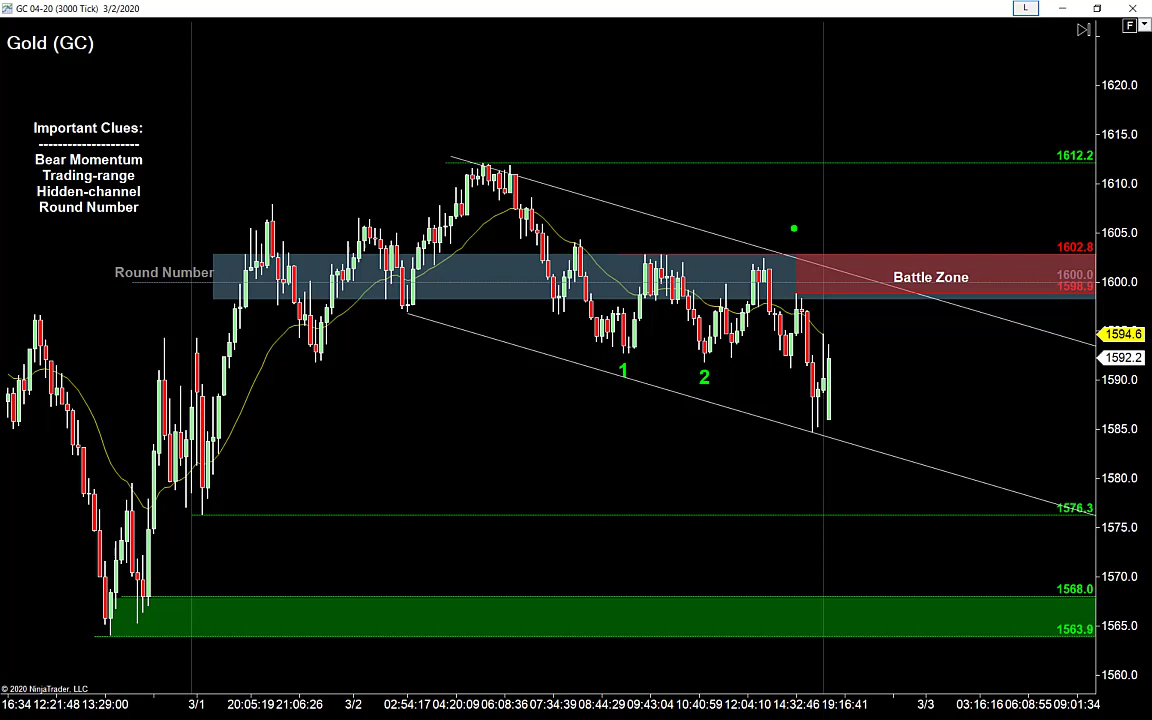 GC 04-20 (3000 Tick)  3/2/2020
L
F
Gold (GC)
Important Clues:
---------------------
Bear Momentum
Trading-range
Hidden-channel
Round Number
Round Number
Battle Zone
1
2
1612.2
1602.8
1600.0
1598.9
1576.3
1568.0
1563.9
1620.0
1615.0
1610.0
1605.0
1600.0
1594.6
1592.2
1590.0
1585.0
1580.0
1575.0
1570.0
1565.0
1560.0
© 2020 NinjaTrader, LLC
16:34 12:21:48 13:29:00 3/1 20:05:19 21:06:26 3/2 02:54:17 04:20:09 06:08:36 07:34:39 08:44:29 09:43:04 10:40:59 12:04:10 14:32:46 19:16:41 3/3 03:16:16 06:08:55 09:01:34